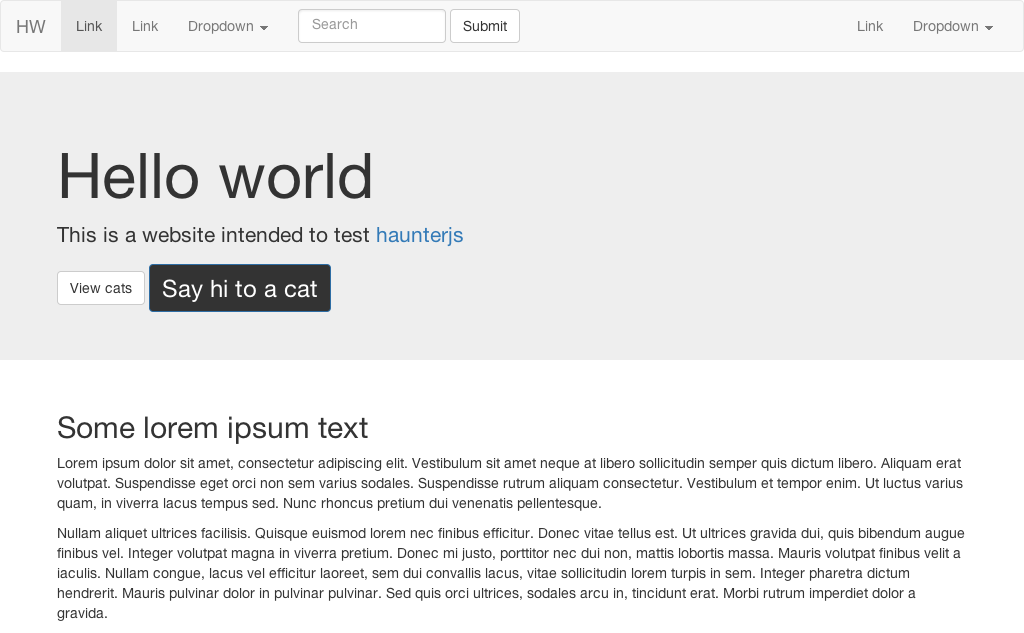 HW Link Link Dropdown Search Submit Link Dropdown
Hello world
This is a website intended to test haunterjs
View cats Say hi to a cat
Some lorem ipsum text
Lorem ipsum dolor sit amet, consectetur adipiscing elit. Vestibulum sit amet neque at libero sollicitudin semper quis dictum libero. Aliquam erat
volutpat. Suspendisse eget orci non sem varius sodales. Suspendisse rutrum aliquam consectetur. Vestibulum et tempor enim. Ut luctus varius
quam, in viverra lacus tempus sed. Nunc rhoncus pretium dui venenatis pellentesque.
Nullam aliquet ultrices facilisis. Quisque euismod lorem nec finibus efficitur. Donec vitae tellus est. Ut ultrices gravida dui, quis bibendum augue
finibus vel. Integer volutpat magna in viverra pretium. Donec mi justo, porttitor nec dui non, mattis lobortis massa. Mauris volutpat finibus velit a
iaculis. Nullam congue, lacus vel efficitur laoreet, sem dui convallis lacus, vitae sollicitudin lorem turpis in sem. Integer pharetra dictum
hendrerit. Mauris pulvinar dolor in pulvinar pulvinar. Sed quis orci ultrices, sodales arcu in, tincidunt erat. Morbi rutrum imperdiet dolor a
gravida.